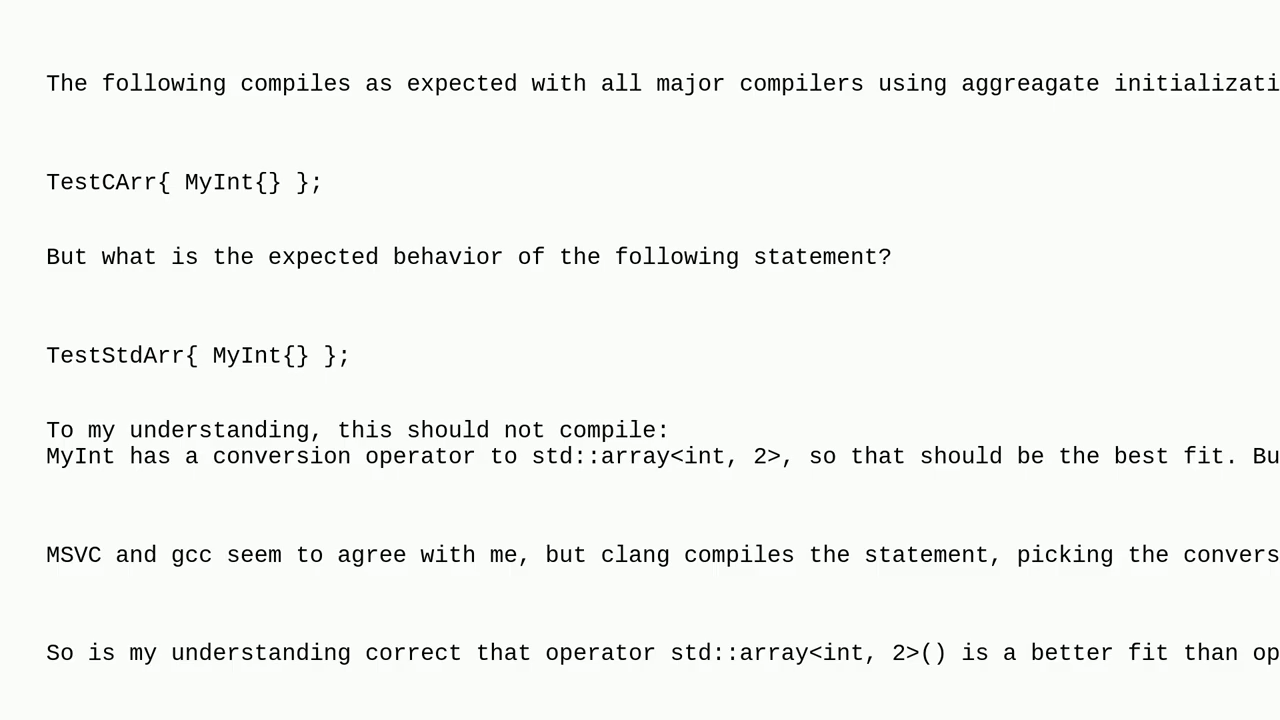 The following compiles as expected with all major compilers using aggreagate initializati
TestCArr{ MyInt{} };
But what is the expected behavior of the following statement?
TestStdArr{ MyInt{} };
To my understanding, this should not compile:
MyInt has a conversion operator to std::array<int, 2>, so that should be the best fit. Bu
MSVC and gcc seem to agree with me, but clang compiles the statement, picking the convers
So is my understanding correct that operator std::array<int, 2>() is a better fit than op